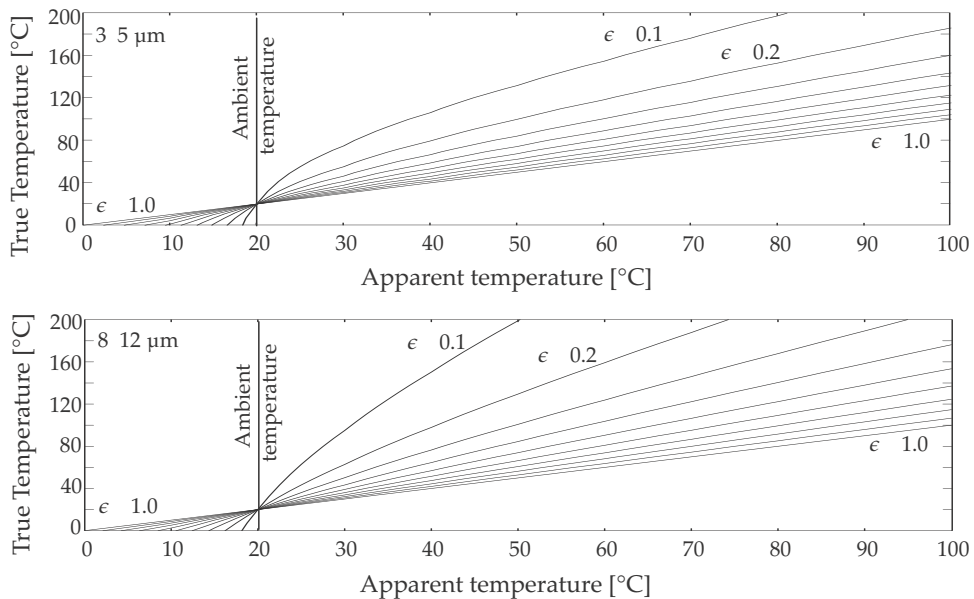 True Temperature [°C]
200
160
120
80
40
0
3 5 µm
Ambient
temperature
ϵ 0.1
ϵ 0.2
ϵ 1.0
ϵ 1.0
0 10 20 30 40 50 60 70 80 90 100
Apparent temperature [°C]
True Temperature [°C]
200
160
120
80
40
0
8 12 µm
Ambient
temperature
ϵ 0.1
ϵ 0.2
ϵ 1.0
ϵ 1.0
0 10 20 30 40 50 60 70 80 90 100
Apparent temperature [°C]